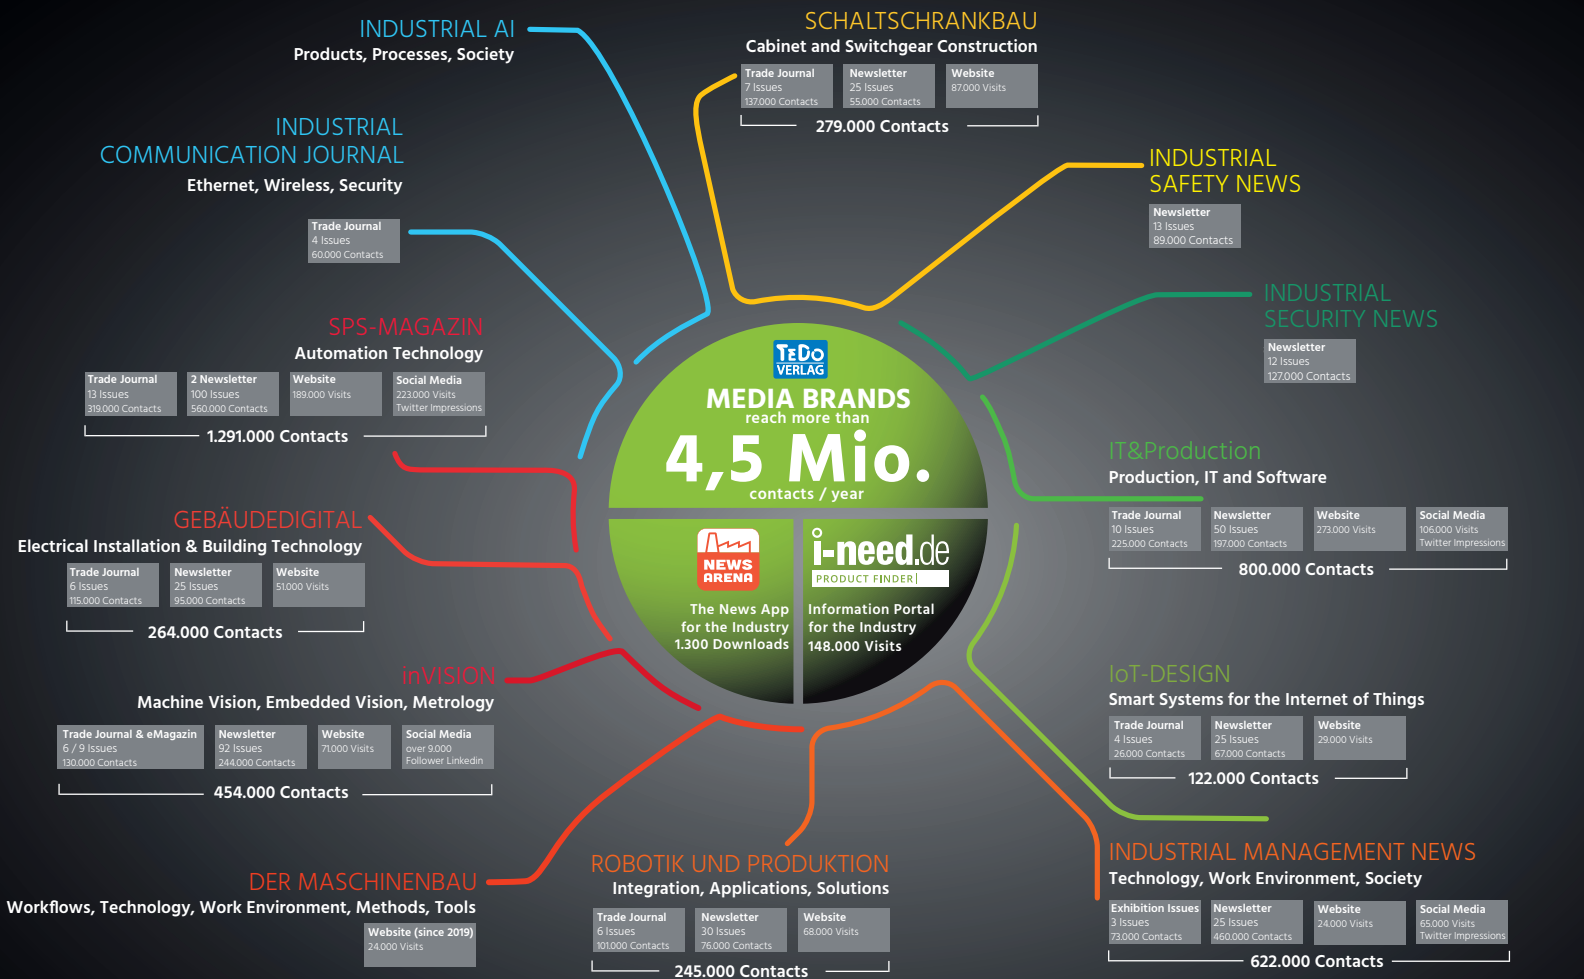 INDUSTRIAL AI
Products, Processes, Society
SCHALTSCHRANKBAU
Cabinet and Switchgear Construction
Trade Journal
7 Issues
137.000 Contacts
Newsletter
25 Issues
55.000 Contacts
Website
87.000 Visits
279.000 Contacts
INDUSTRIAL
COMMUNICATION JOURNAL
Ethernet, Wireless, Security
Trade Journal
4 Issues
60.000 Contacts
INDUSTRIAL
SAFETY NEWS
Newsletter
13 Issues
89.000 Contacts
INDUSTRIAL
SECURITY NEWS
Newsletter
12 Issues
127.000 Contacts
SPS-MAGAZIN
Automation Technology
Trade Journal
13 Issues
319.000 Contacts
2 Newsletter
100 Issues
560.000 Contacts
Website
189.000 Visits
Social Media
223.000 Visits
Twitter Impressions
1.291.000 Contacts
TEDO
VERLAG
MEDIA BRANDS
reach more than
4,5 Mio.
contacts / year
NEWS
ARENA
The News App
for the Industry
1.300 Downloads
i-need.de
PRODUCT FINDER
Information Portal
for the Industry
148.000 Visits
IT&Production
Production, IT and Software
Trade Journal
10 Issues
225.000 Contacts
Newsletter
50 Issues
197.000 Contacts
Website
273.000 Visits
Social Media
106.000 Visits
Twitter Impressions
800.000 Contacts
GEBÄUDEDIGITAL
Electrical Installation & Building Technology
Trade Journal
6 Issues
115.000 Contacts
Newsletter
25 Issues
95.000 Contacts
Website
51.000 Visits
264.000 Contacts
inVISION
Machine Vision, Embedded Vision, Metrology
Trade Journal & eMagazin
6 / 9 Issues
130.000 Contacts
Newsletter
92 Issues
244.000 Contacts
Website
71.000 Visits
Social Media
over 9.000
Follower Linkedin
454.000 Contacts
IoT-DESIGN
Smart Systems for the Internet of Things
Trade Journal
4 Issues
26.000 Contacts
Newsletter
25 Issues
67.000 Contacts
Website
29.000 Visits
122.000 Contacts
DER MASCHINENBAU
Workflows, Technology, Work Environment, Methods, Tools
Website (since 2019)
24.000 Visits
ROBOTIK UND PRODUKTION
Integration, Applications, Solutions
Trade Journal
6 Issues
101.000 Contacts
Newsletter
30 Issues
76.000 Contacts
Website
68.000 Visits
245.000 Contacts
INDUSTRIAL MANAGEMENT NEWS
Technology, Work Environment, Society
Exhibition Issues
3 Issues
73.000 Contacts
Newsletter
25 Issues
460.000 Contacts
Website
24.000 Visits
Social Media
65.000 Visits
Twitter Impressions
622.000 Contacts